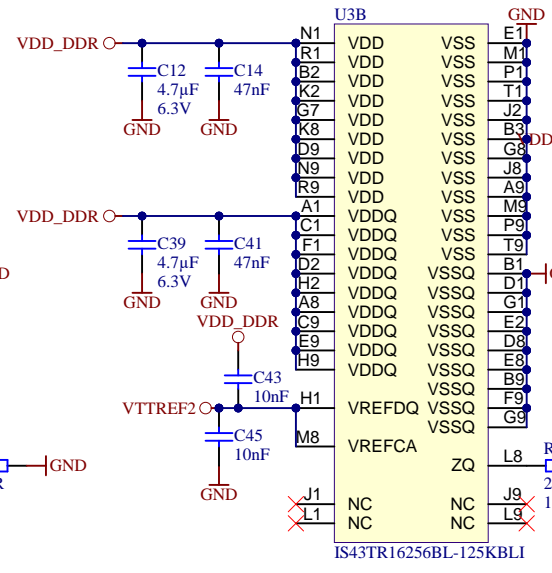 U3B
GND
VDD_DDR
C12
4.7µF
6.3V
GND
C14
47nF
GND
N1 VDD VSS E1
R1 VDD VSS M1
B2 VDD VSS P1
K2 VDD VSS T1
G7 VDD VSS J2
K8 VDD VSS B3
D9 VDD VSS G8
N9 VDD VSS J8
R9 VDD VSS A9
VDD_DDR
A1 VDDQ VSS M9
C1 VDDQ VSS P9
F1 VDDQ VSS T9
D2 VDDQ VSSQ B1
H2 VDDQ VSSQ D1
A8 VDDQ VSSQ G1
C9 VDDQ VSSQ E2
E9 VDDQ VSSQ D8
H9 VDDQ VSSQ E8
VSSQ B9
VSSQ F9
VSSQ G9
C39
4.7µF
6.3V
GND
C41
47nF
GND
VDD_DDR
C43
10nF
VTTREF2
H1 VREFDQ
C45
10nF
GND
M8 VREFCA
ZQ L8
J1 NC NC J9
L1 NC NC L9
GND
IS43TR16256BL-125KBLI